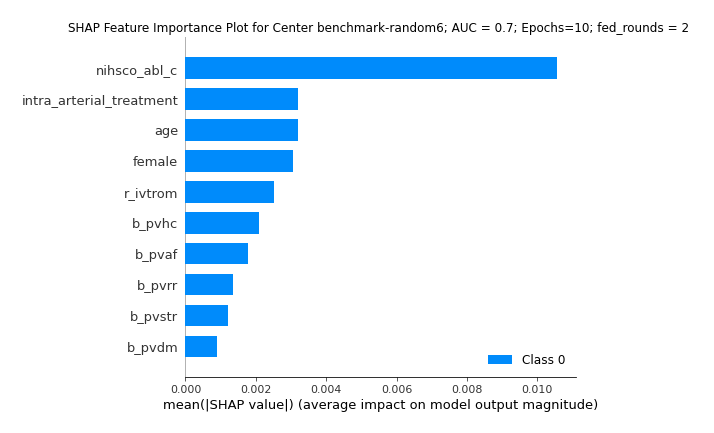 SHAP Feature Importance Plot for Center benchmark-random6; AUC = 0.7; Epochs=10; fed_rounds = 2
nihsco_abl_c
intra_arterial_treatment
age
female
r_ivtrom
b_pvhc
b_pvaf
b_pvrr
b_pvstr
b_pvdm
Class 0
0.000 0.002 0.004 0.006 0.008 0.010
mean(|SHAP value|) (average impact on model output magnitude)